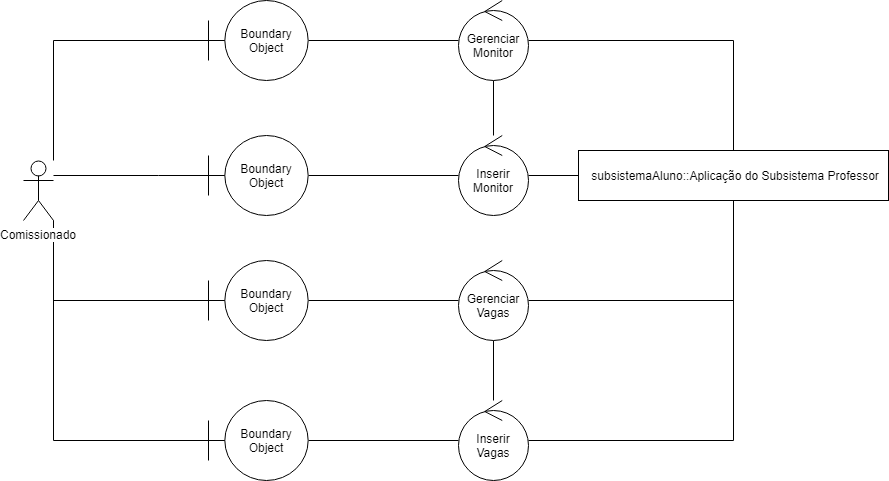 Boundary
Object
Gerenciar
Monitor
Boundary
Object
Inserir
Monitor
subsistemaAluno::Aplicação do Subsistema Professor
Comissionado
Boundary
Object
Gerenciar
Vagas
Boundary
Object
Inserir
Vagas